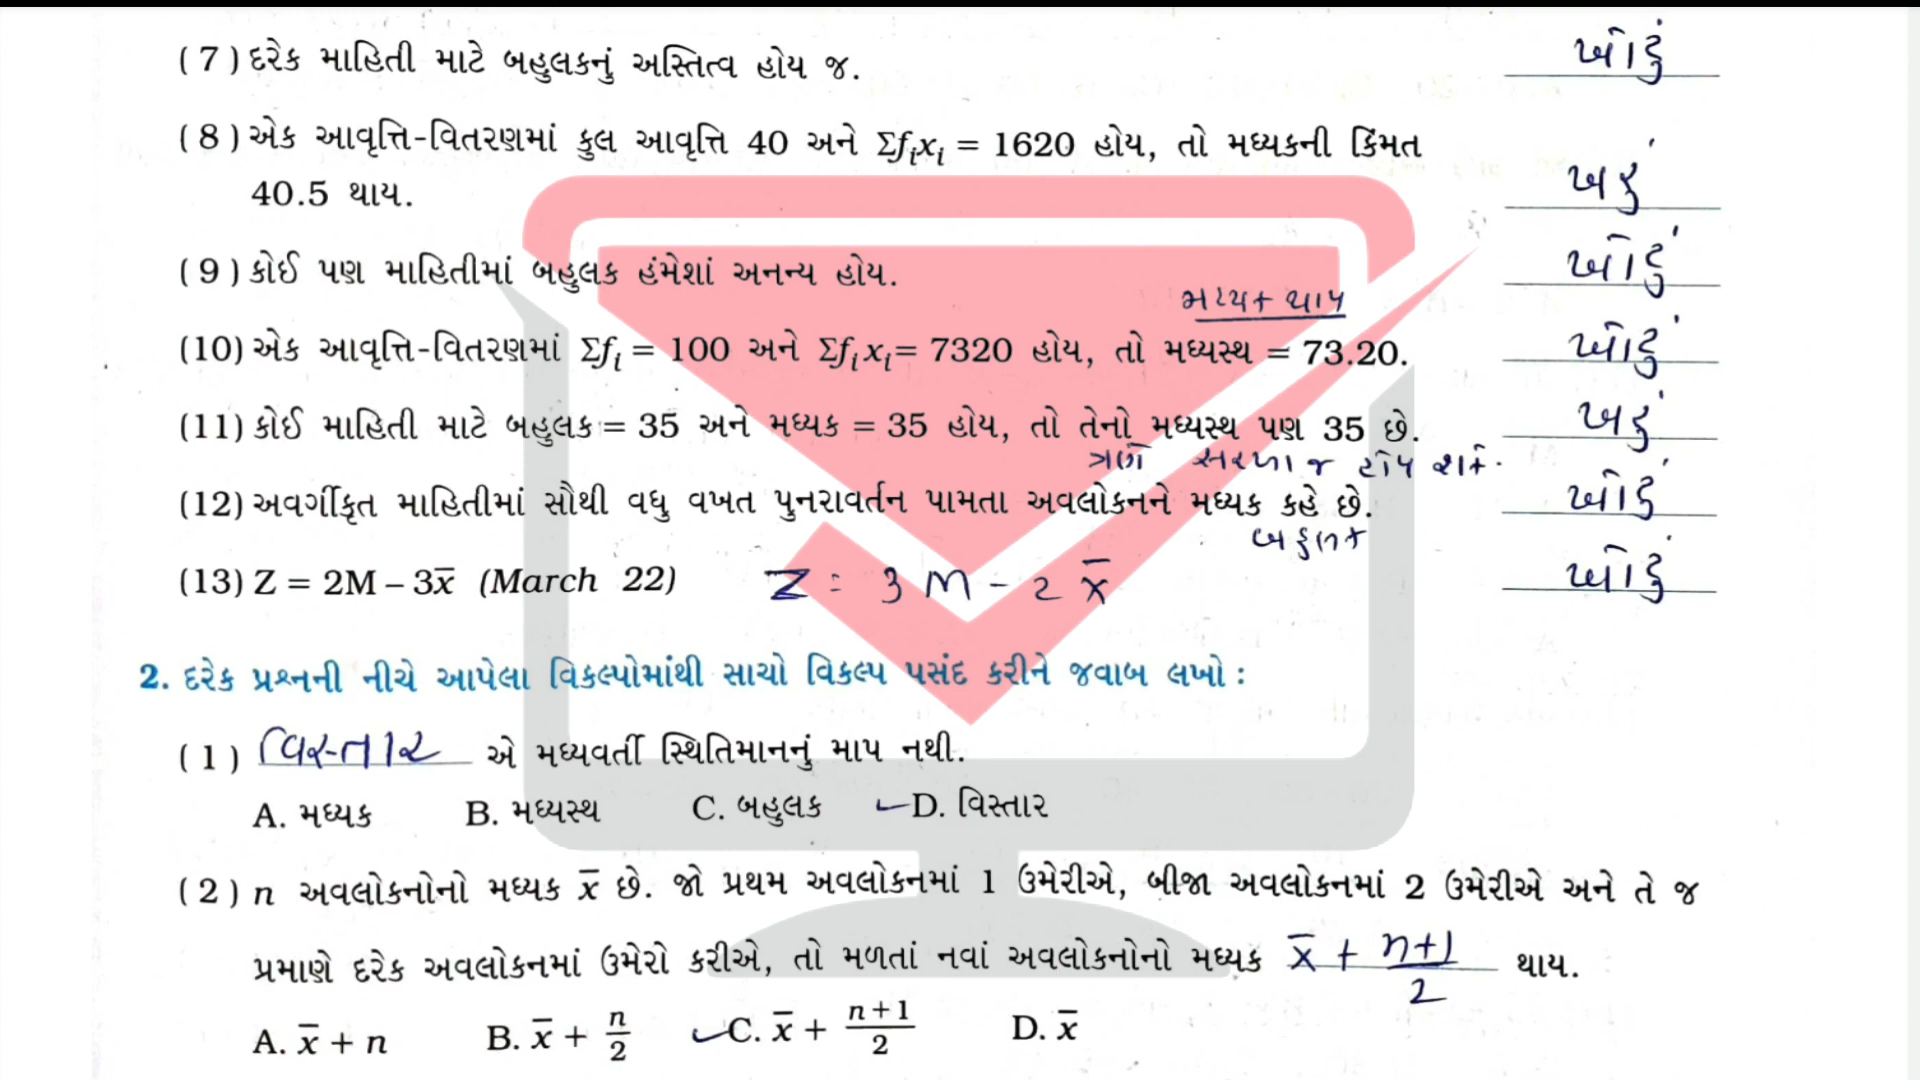 (7) દરેક માહિતી માટે બહુલકનું અસ્તિત્વ હોય જ. ખોટું
(8) એક આવૃત્તિ-વિતરણમાં કુલ આવૃત્તિ 40 અને Σfᵢxᵢ = 1620 હોય, તો મધ્યકની કિંમત
40.5 થાય. ખરું
(9) કોઈ પણ માહિતીમાં બહુલક હંમેશાં અનન્ય હોય. ખોટું
મધ્યક થાય
(10) એક આવૃત્તિ-વિતરણમાં Σfᵢ = 100 અને Σfᵢxᵢ = 7320 હોય, તો મધ્યસ્થ = 73.20. ખોટું
(11) કોઈ માહિતી માટે બહુલક = 35 અને મધ્યક = 35 હોય, તો તેનો મધ્યસ્થ પણ 35 છે. ખરું
ત્રણે સરખા જ હોય શકે.
(12) અવર્ગીકૃત માહિતીમાં સૌથી વધુ વખત પુનરાવર્તન પામતા અવલોકનને મધ્યક કહે છે. ખોટું
બહુલક
(13) Z = 2M – 3x̅ (March 22) Z = 3M – 2x̅ ખોટું
2. દરેક પ્રશ્નની નીચે આપેલા વિકલ્પોમાંથી સાચો વિકલ્પ પસંદ કરીને જવાબ લખો :
(1) વિસ્તાર એ મધ્યવર્તી સ્થિતિમાનનું માપ નથી.
A. મધ્યક B. મધ્યસ્થ C. બહુલક ✓D. વિસ્તાર
(2) n અવલોકનોનો મધ્યક x̅ છે. જો પ્રથમ અવલોકનમાં 1 ઉમેરીએ, બીજા અવલોકનમાં 2 ઉમેરીએ અને તે જ
પ્રમાણે દરેક અવલોકનમાં ઉમેરો કરીએ, તો મળતાં નવાં અવલોકનોનો મધ્યક x̅ + (n+1)/2 થાય.
A. x̅ + n B. x̅ + n/2 ✓C. x̅ + (n+1)/2 D. x̅